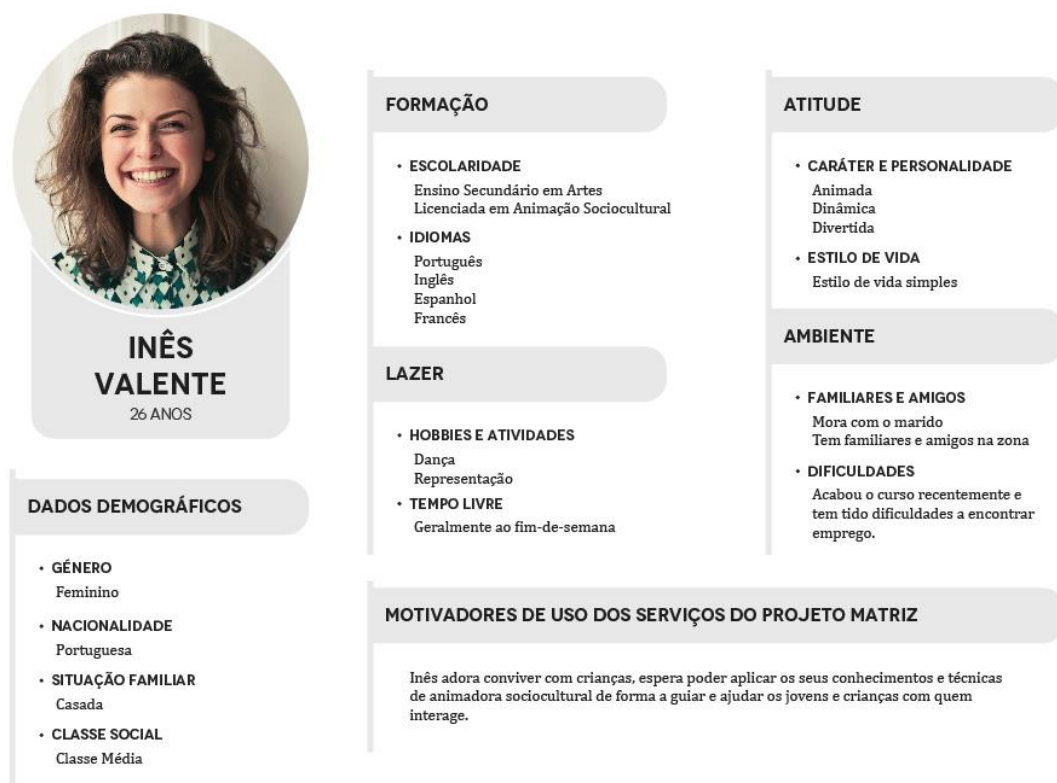 INÊS
VALENTE
26 ANOS
DADOS DEMOGRÁFICOS
• GÉNERO
Feminino
• NACIONALIDADE
Portuguesa
• SITUAÇÃO FAMILIAR
Casada
• CLASSE SOCIAL
Classe Média
FORMAÇÃO
• ESCOLARIDADE
Ensino Secundário em Artes
Licenciada em Animação Sociocultural
• IDIOMAS
Português
Inglês
Espanhol
Francês
LAZER
• HOBBIES E ATIVIDADES
Dança
Representação
• TEMPO LIVRE
Geralmente ao fim-de-semana
ATITUDE
• CARÁTER E PERSONALIDADE
Animada
Dinâmica
Divertida
• ESTILO DE VIDA
Estilo de vida simples
AMBIENTE
• FAMILIARES E AMIGOS
Mora com o marido
Tem familiares e amigos na zona
• DIFICULDADES
Acabou o curso recentemente e
tem tido dificuldades a encontrar
emprego.
MOTIVADORES DE USO DOS SERVIÇOS DO PROJETO MATRIZ
Inês adora conviver com crianças, espera poder aplicar os seus conhecimentos e técnicas
de animadora sociocultural de forma a guiar e ajudar os jovens e crianças com quem
interage.